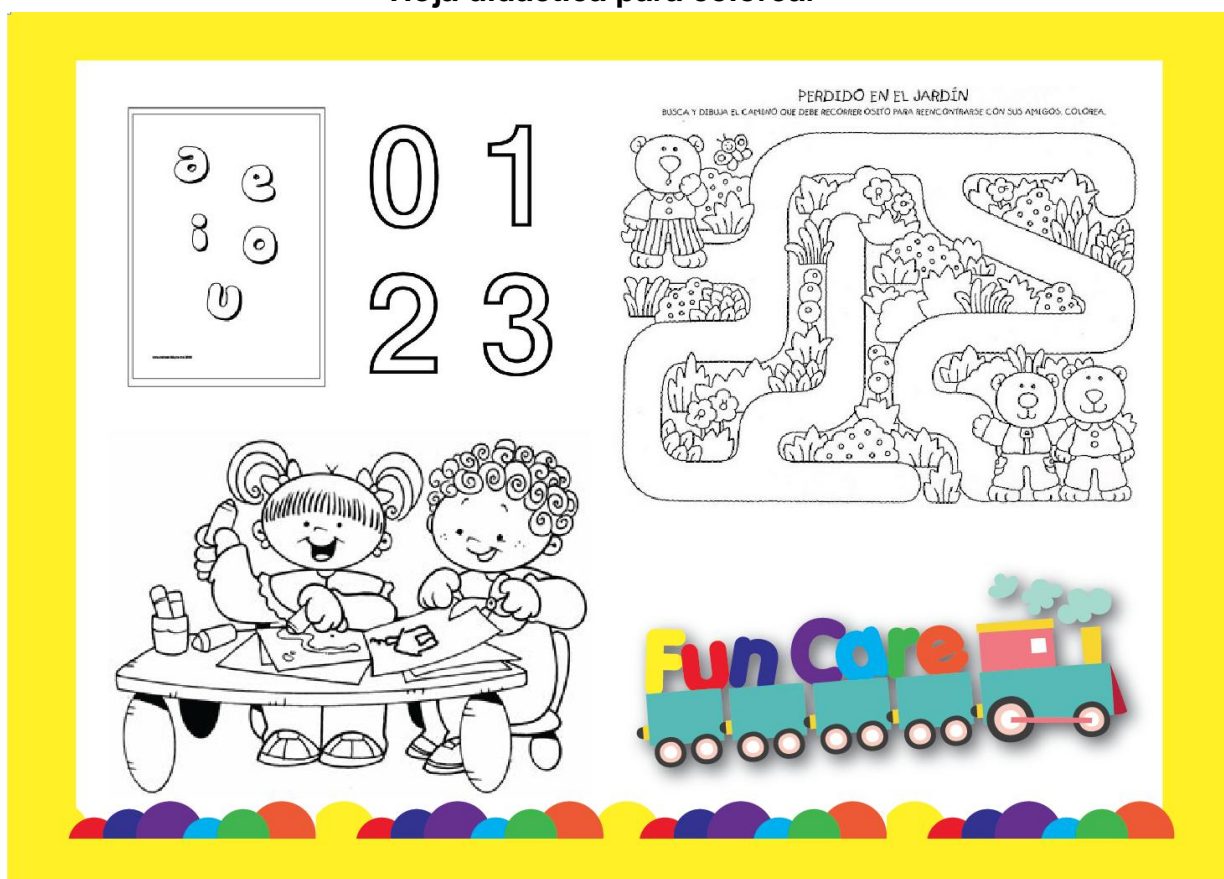 Hoja didáctica para colorear
a
e
i o
u
0 1
2 3
PERDIDO EN EL JARDÍN
BUSCA Y DIBUJA EL CAMINO QUE DEBE RECORRER OSITO PARA REENCONTRARSE CON SUS AMIGOS. COLOREA.
Fun Care